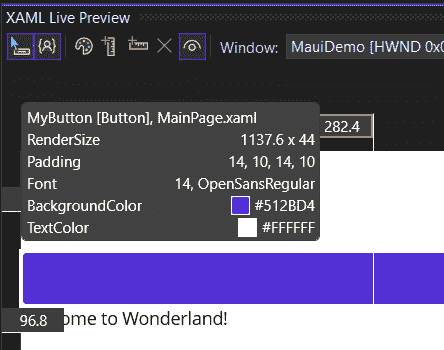 XAML Live Preview
Window: MauiDemo [HWND
MyButton [Button], MainPage.xaml
282.4
RenderSize 1137.6 x 44
Padding 14, 10, 14, 10
Font 14, OpenSansRegular
BackgroundColor #512BD4
TextColor #FFFFFF
96.8
ome to Wonderland!